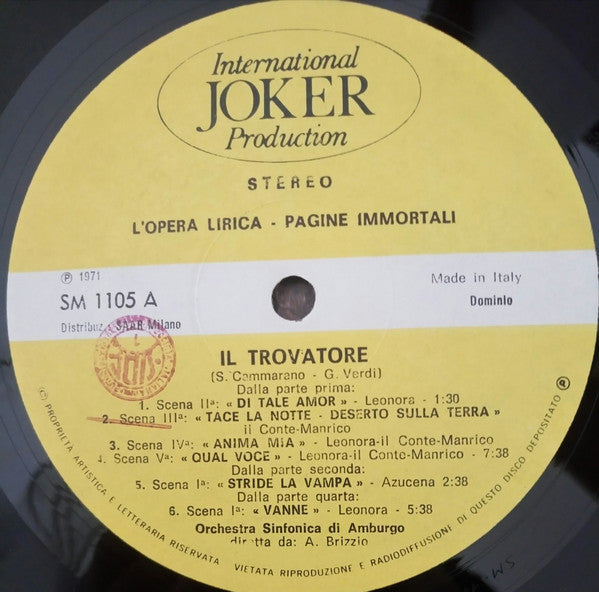 International
JOKER
Production
STEREO
L'OPERA LIRICA - PAGINE IMMORTALI
Ⓟ 1971
SM 1105 A
Distribuz. SAAR Milano
Made in Italy
Dominio
IL TROVATORE
(S. Cammarano - G. Verdi)
Dalla parte prima:
1. Scena IIª: « DI TALE AMOR » - Leonora - 1:30
2. Scena IIIª: « TACE LA NOTTE - DESERTO SULLA TERRA »
il Conte-Manrico
3. Scena IVª: « ANIMA MIA » - Leonora-il Conte-Manrico
4. Scena Vª: « QUAL VOCE » - Leonora-il Conte-Manrico - 7:38
Dalla parte seconda:
5. Scena Iª: « STRIDE LA VAMPA » - Azucena 2:38
Dalla parte quarta:
6. Scena Iª: « VANNE » - Leonora - 5:38
Orchestra Sinfonica di Amburgo
diretta da: A. Brizzio
(C) PROPRIETÀ ARTISTICA E LETTERARIA RISERVATA VIETATA RIPRODUZIONE E RADIODIFFUSIONE DI QUESTO DISCO DEPOSITATO